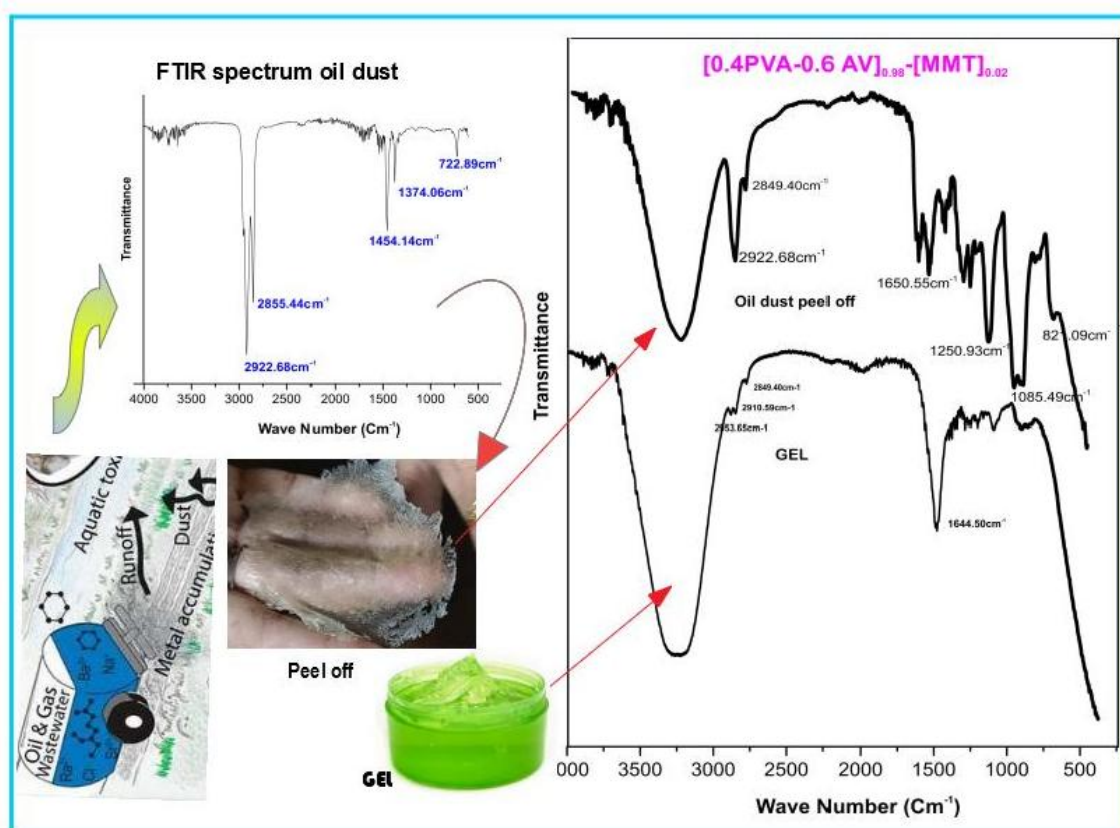 FTIR spectrum oil dust
Transmittance
722.89cm⁻¹
1374.06cm⁻¹
1454.14cm⁻¹
2855.44cm⁻¹
2922.68cm⁻¹
4000 3500 3000 2500 2000 1500 1000 500
Wave Number (Cm⁻¹)
[0.4PVA-0.6 AV]₀.₉₈-[MMT]₀.₀₂
Transmittance
2849.40cm⁻¹
2922.68cm⁻¹
1650.55cm⁻¹
Oil dust peel off
1250.93cm⁻¹
821.09cm⁻¹
1085.49cm⁻¹
2849.40cm-1
2910.59cm-1
2953.65cm-1
GEL
1644.50cm⁻¹
000 3500 3000 2500 2000 1500 1000 500
Wave Number (Cm⁻¹)
Aquatic toxi
Runoff
Dust
Metal accumulati
Oil & Gas
Wastewater
Ba²⁺
Na⁺
Ra²
Cl
Peel off
GEL